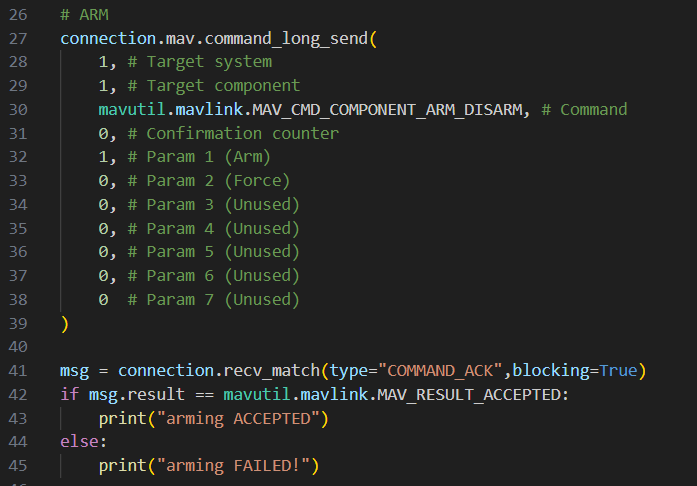 26 # ARM
27 connection.mav.command_long_send(
28 1, # Target system
29 1, # Target component
30 mavutil.mavlink.MAV_CMD_COMPONENT_ARM_DISARM, # Command
31 0, # Confirmation counter
32 1, # Param 1 (Arm)
33 0, # Param 2 (Force)
34 0, # Param 3 (Unused)
35 0, # Param 4 (Unused)
36 0, # Param 5 (Unused)
37 0, # Param 6 (Unused)
38 0 # Param 7 (Unused)
39 )
40
41 msg = connection.recv_match(type="COMMAND_ACK",blocking=True)
42 if msg.result == mavutil.mavlink.MAV_RESULT_ACCEPTED:
43 print("arming ACCEPTED")
44 else:
45 print("arming FAILED!")